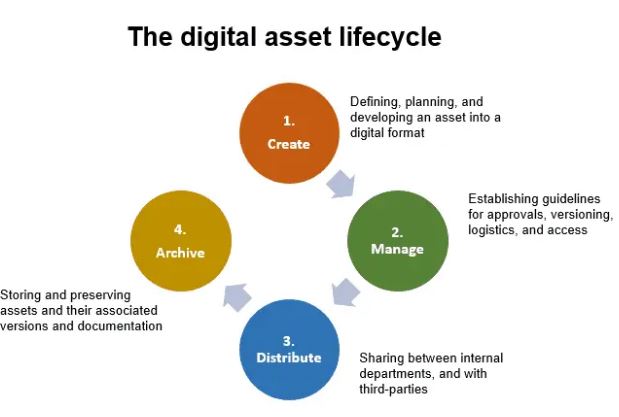 The digital asset lifecycle
1.
Create
Defining, planning, and
developing an asset into a
digital format
2.
Manage
Establishing guidelines
for approvals, versioning,
logistics, and access
3.
Distribute
Sharing between internal
departments, and with
third-parties
4.
Archive
Storing and preserving
assets and their associated
versions and documentation